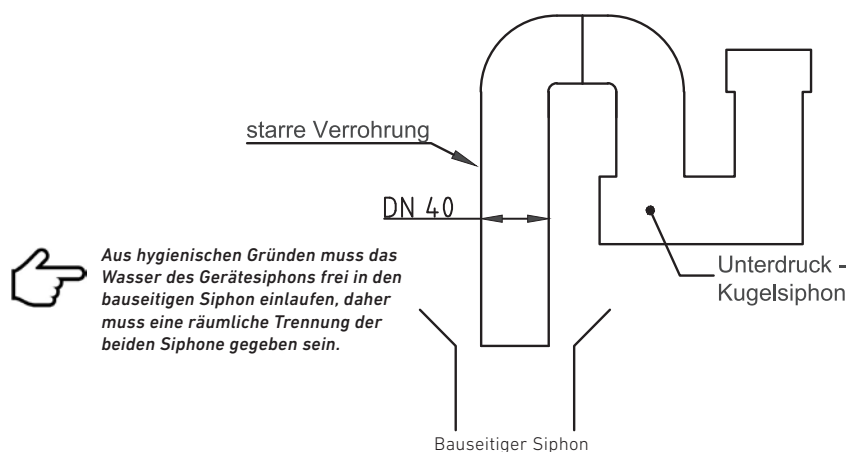 starre Verrohrung
DN 40
Aus hygienischen Gründen muss das
Wasser des Gerätesiphons frei in den
bauseitigen Siphon einlaufen, daher
muss eine räumliche Trennung der
beiden Siphone gegeben sein.
Unterdruck -
Kugelsiphon
Bauseitiger Siphon